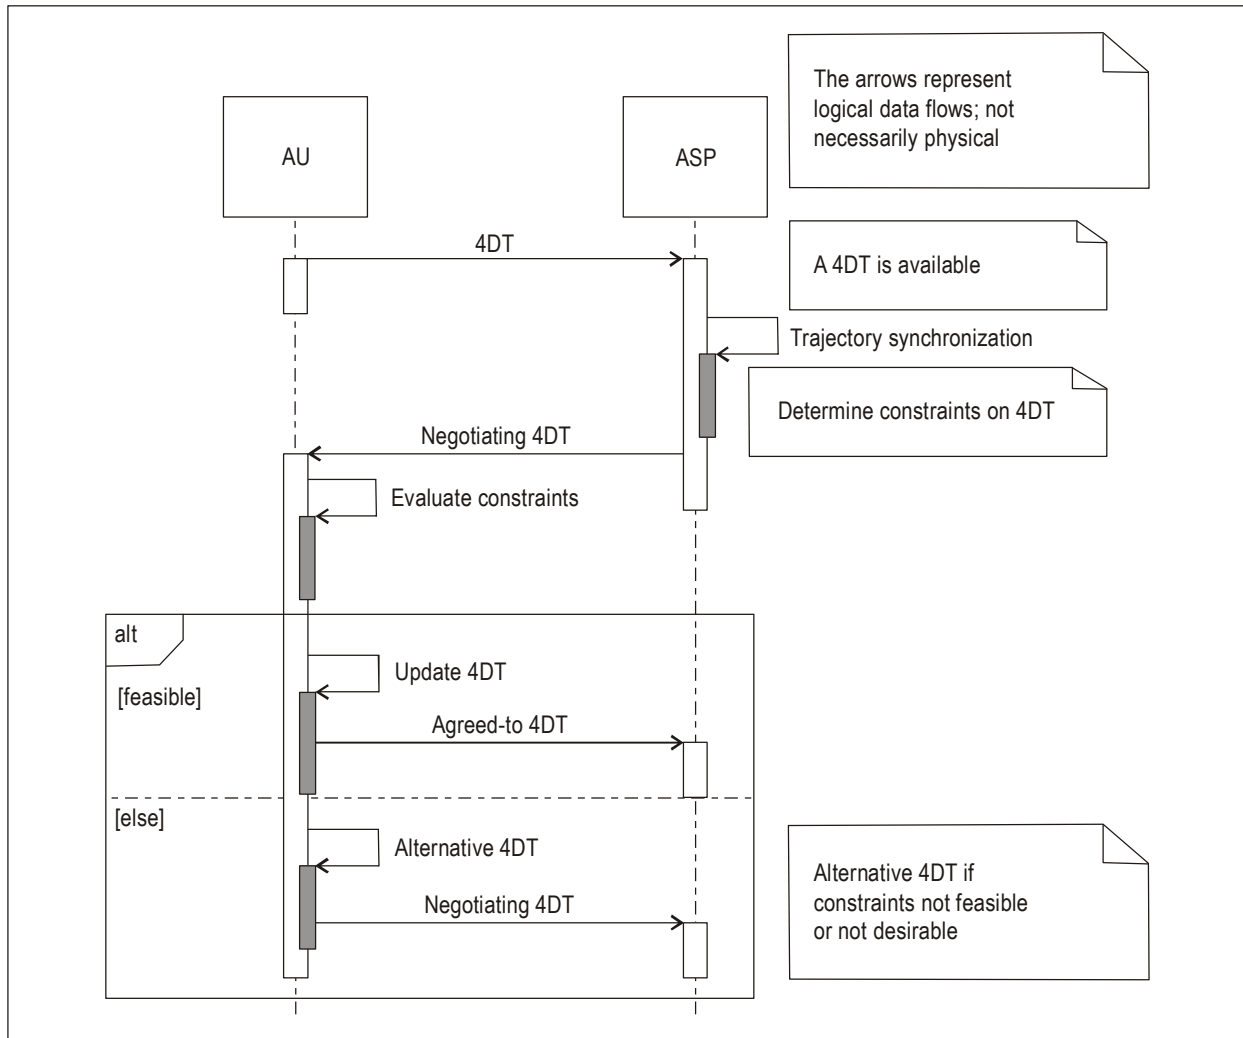 The arrows represent
logical data flows; not
necessarily physical
AU
ASP
4DT
A 4DT is available
Trajectory synchronization
Determine constraints on 4DT
Negotiating 4DT
Evaluate constraints
alt
Update 4DT
[feasible]
Agreed-to 4DT
[else]
Alternative 4DT
Negotiating 4DT
Alternative 4DT if
constraints not feasible
or not desirable